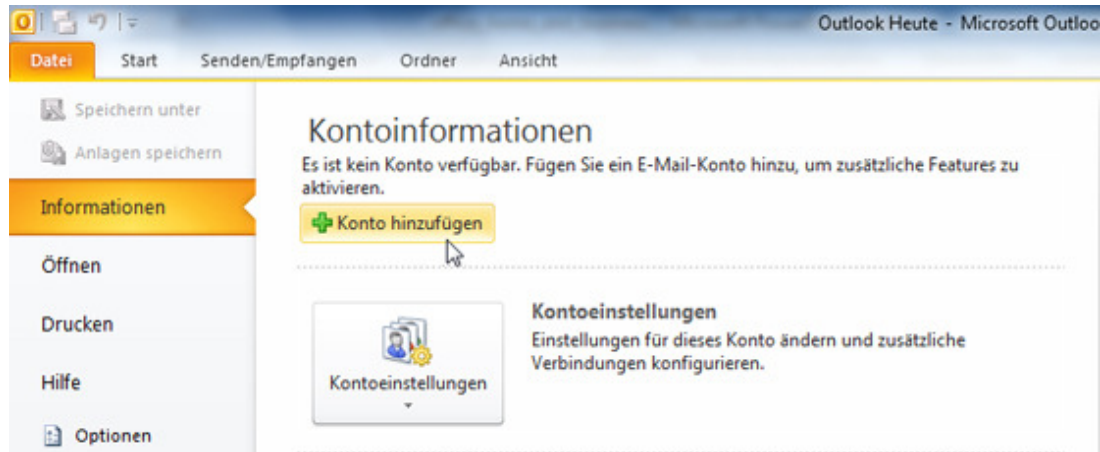 Outlook Heute - Microsoft Outloo
Datei Start Senden/Empfangen Ordner Ansicht
Speichern unter
Anlagen speichern
Informationen
Öffnen
Drucken
Hilfe
Optionen
Kontoinformationen
Es ist kein Konto verfügbar. Fügen Sie ein E-Mail-Konto hinzu, um zusätzliche Features zu
aktivieren.
Konto hinzufügen
Kontoeinstellungen
Kontoeinstellungen
Einstellungen für dieses Konto ändern und zusätzliche
Verbindungen konfigurieren.